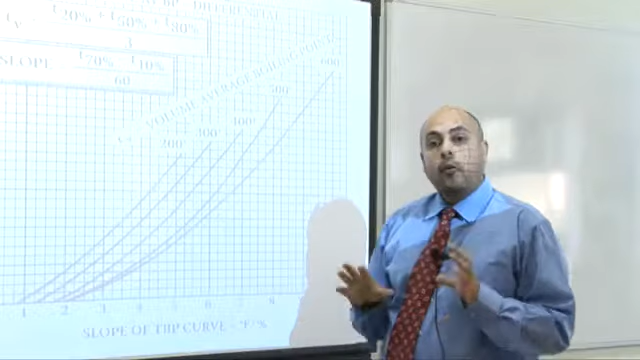 DIFFERENTIAL
t20% + t50% + t80%
3
SLOPE t70% - t10%
60
VOLUME AVERAGE BOILING POINT
200 300 400 500 600
1 2 3 4 5 6 7 8
SLOPE OF TBP CURVE - °F/%